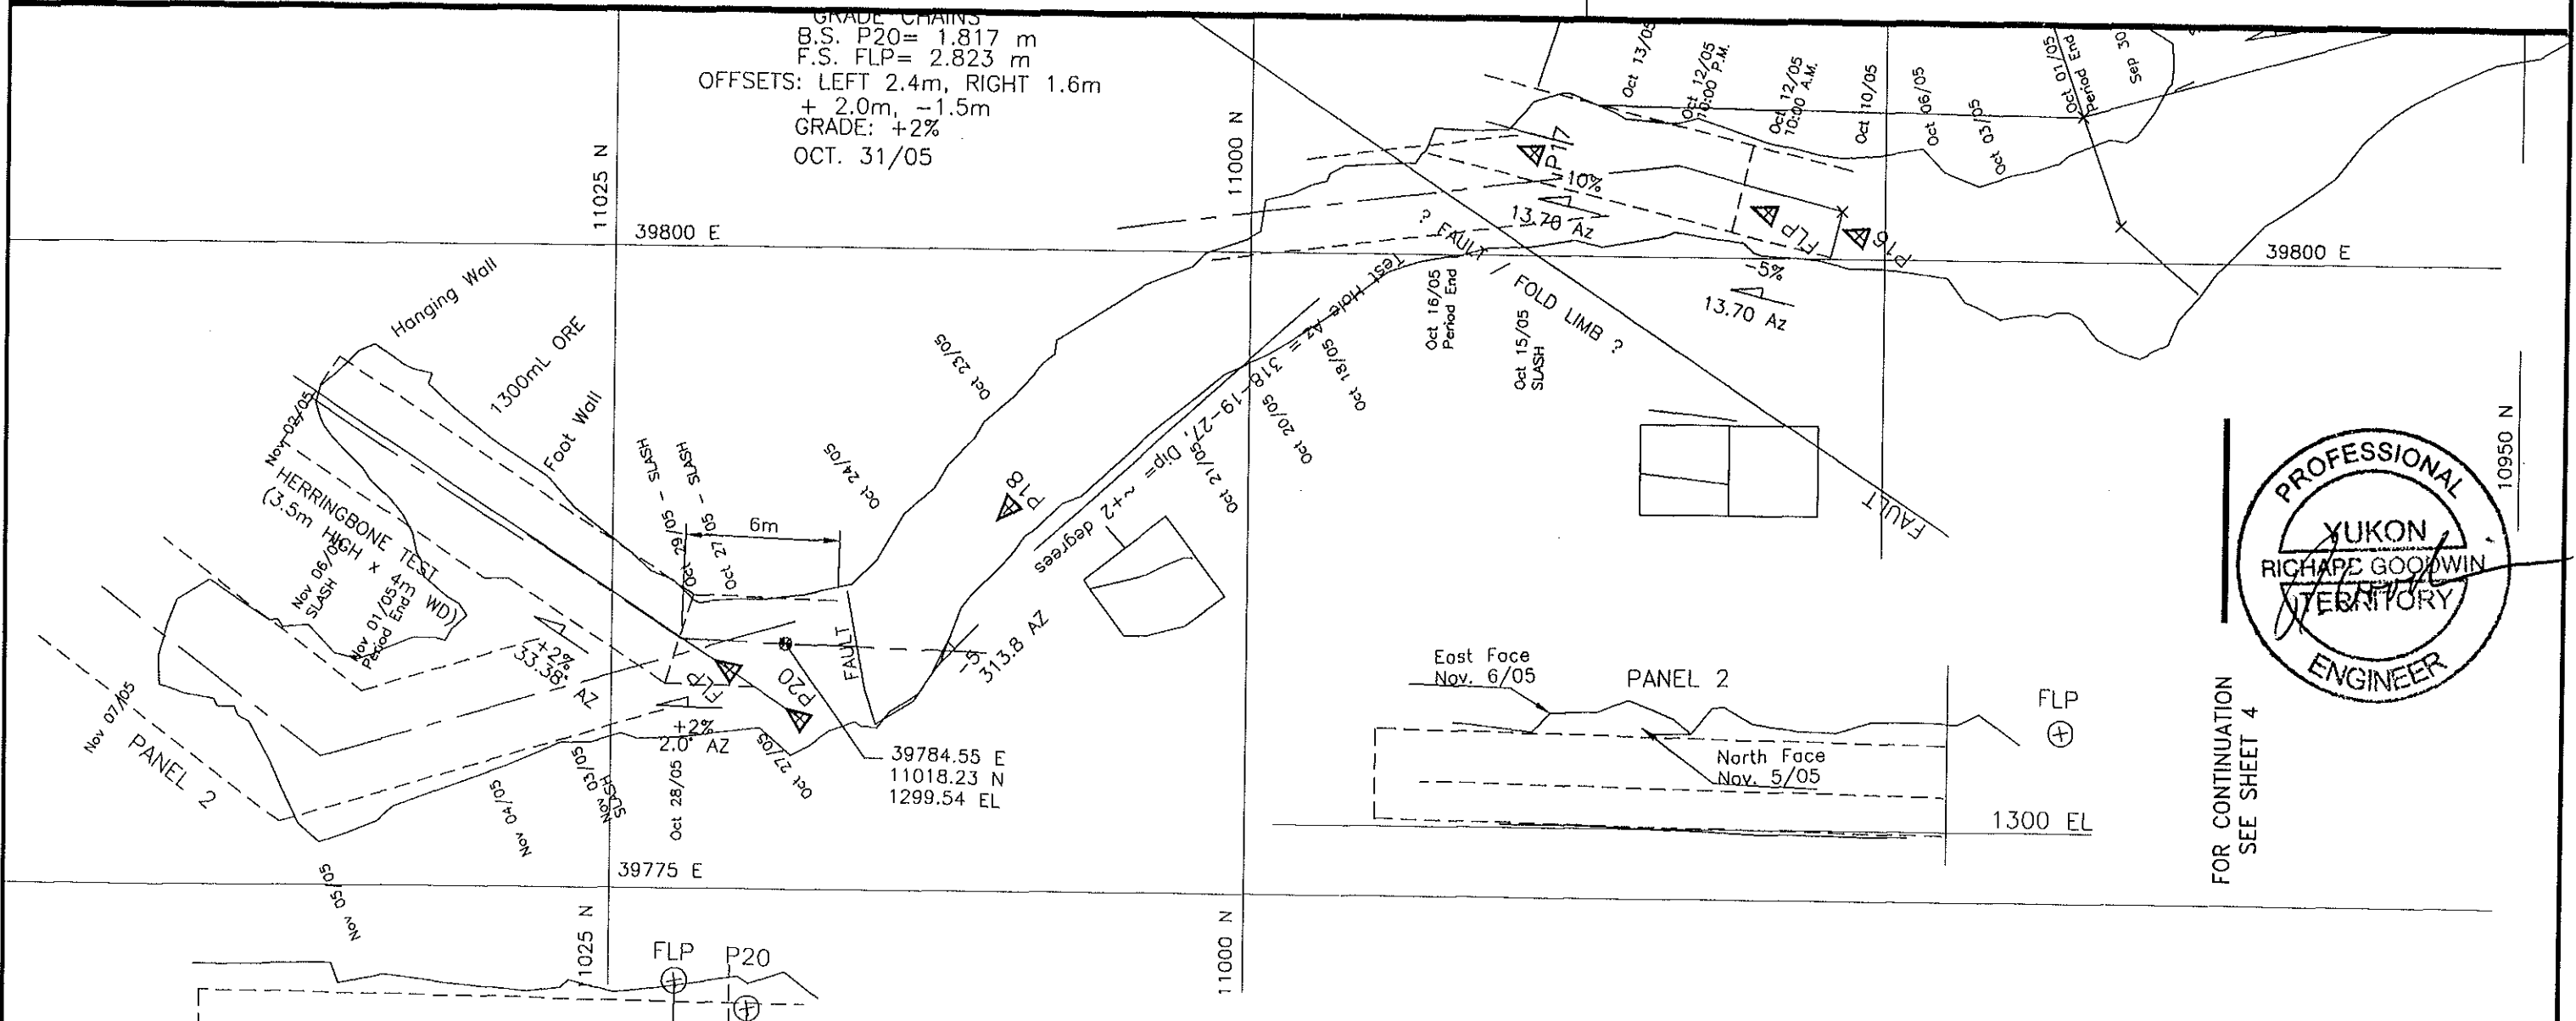 GRADE CHAINS
B.S. P20= 1.817 m
F.S. FLP= 2.823 m
OFFSETS: LEFT 2.4m, RIGHT 1.6m
+ 2.0m, -1.5m
GRADE: +2%
OCT. 31/05
11025 N
11000 N
39800 E
39800 E
Oct 13/05
Oct 12/05
10:00 P.M.
Oct 12/05
10:00 A.M.
Oct 10/05
Oct 06/05
Oct 03/05
Oct 01/05
Period End
Sep 30
P17
10%
13.70 Az
FLP
P16
-5%
13.70 Az
? FAULT / FOLD LIMB ?
Test Hole Az = 318-19-27, Dip= ~+2 degrees
Oct 16/05
Period End
Oct 15/05
SLASH
Oct 18/05
Oct 20/05
Oct 21/05
Oct 23/05
Oct 24/05
Hanging Wall
1300mL ORE
Foot Wall
Nov 02/05
HERRINGBONE TEST
(3.5m HIGH x 4m WD)
Nov 06/05
SLASH
Nov 01/05
Period End
Oct 29/05 - SLASH
Oct 27/05 - SLASH
6m
P18
FAULT
FAULT
-5
313.8 AZ
+2%
33.38° AZ
FLP
P20
+2%
2.0° AZ
Oct 27/05
Oct 28/05
Nov 03/05
SLASH
Nov 04/05
Nov 05/05
Nov 07/05
PANEL 2
39784.55 E
11018.23 N
1299.54 EL
39775 E
11025 N
11000 N
FLP
P20
East Face
Nov. 6/05
PANEL 2
North Face
Nov. 5/05
FLP
1300 EL
10950 N
PROFESSIONAL
YUKON
RICHARD GOODWIN
TERRITORY
ENGINEER
FOR CONTINUATION
SEE SHEET 4